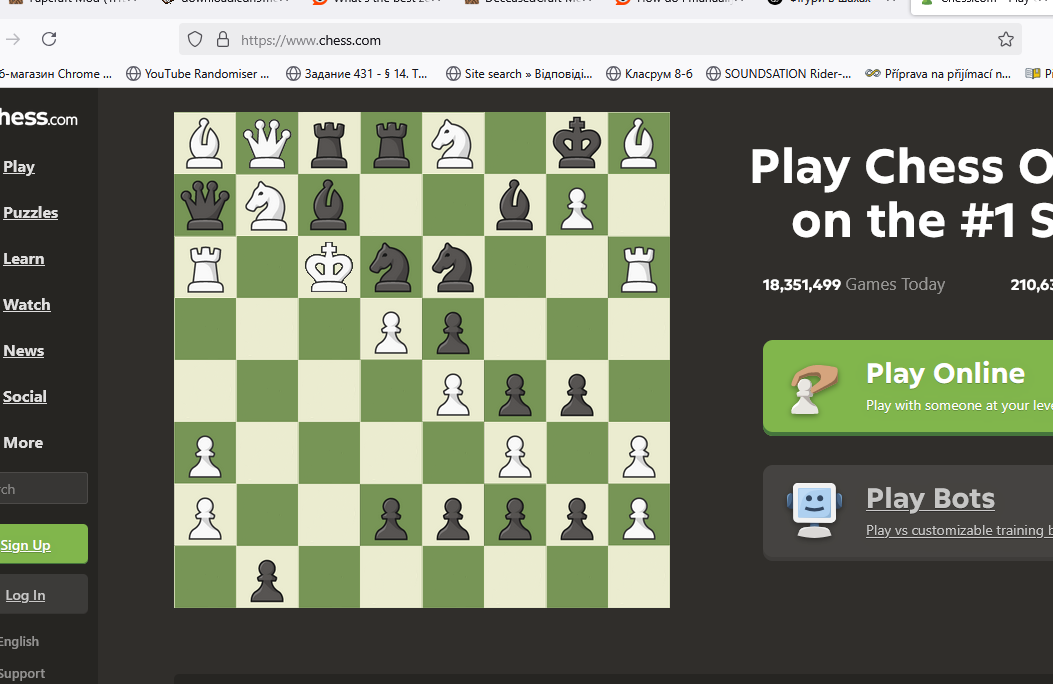 https://www.chess.com
б-магазин Chrome ...
YouTube Randomiser ...
Задание 431 - § 14. Т...
Site search » Відповіді...
Класрум 8-6
SOUNDSATION Rider-...
Příprava na přijímací n...
hess.com
Play
Puzzles
Learn
Watch
News
Social
More
rch
Sign Up
Log In
English
Support
Play Chess O
on the #1 S
18,351,499 Games Today
210,63
Play Online
Play with someone at your leve
Play Bots
Play vs customizable training b